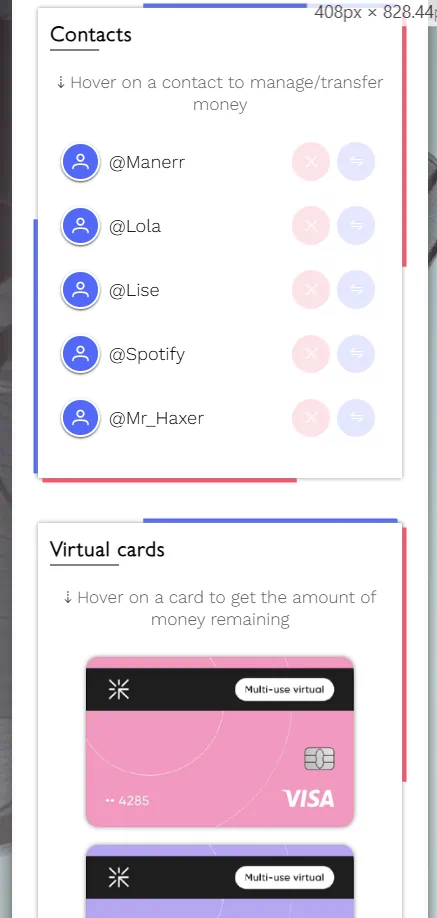 408px × 828.44
Contacts
⇣ Hover on a contact to manage/transfer
money
@Manerr
@Lola
@Lise
@Spotify
@Mr_Haxer
Virtual cards
⇣ Hover on a card to get the amount of
money remaining
Multi-use virtual
•• 4285
VISA
Multi-use virtual